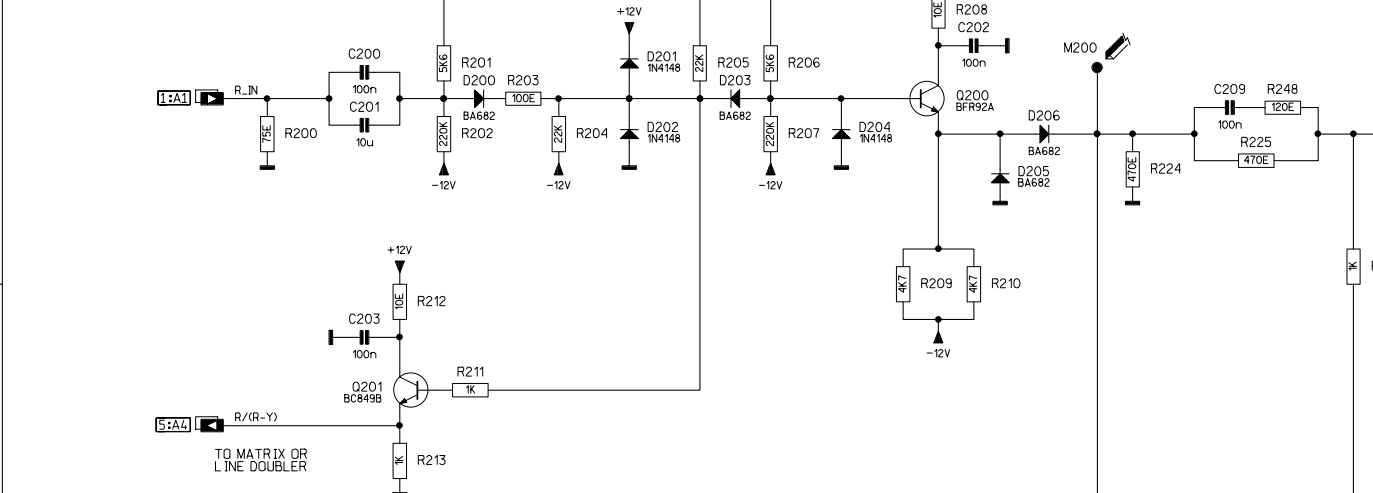 R208
10E
+12V
C202
100n
M200
C200
100n
5K6
R201
D201
1N4148
22K
R205
5K6
R206
D200
BA682
R203
100E
D203
BA682
Q200
BFR92A
C209
100n
R248
120E
1:A1
R_IN
C201
10u
75E
R200
220K
R202
22K
R204
D202
1N4148
220K
R207
D204
1N4148
D206
BA682
R225
470E
470E
R224
D205
BA682
-12V
-12V
-12V
+12V
10E
R212
4K7
R209
4K7
R210
1K
C203
100n
-12V
Q201
BC849B
R211
1K
5:A4
R/(R-Y)
TO MATRIX OR
LINE DOUBLER
1K
R213